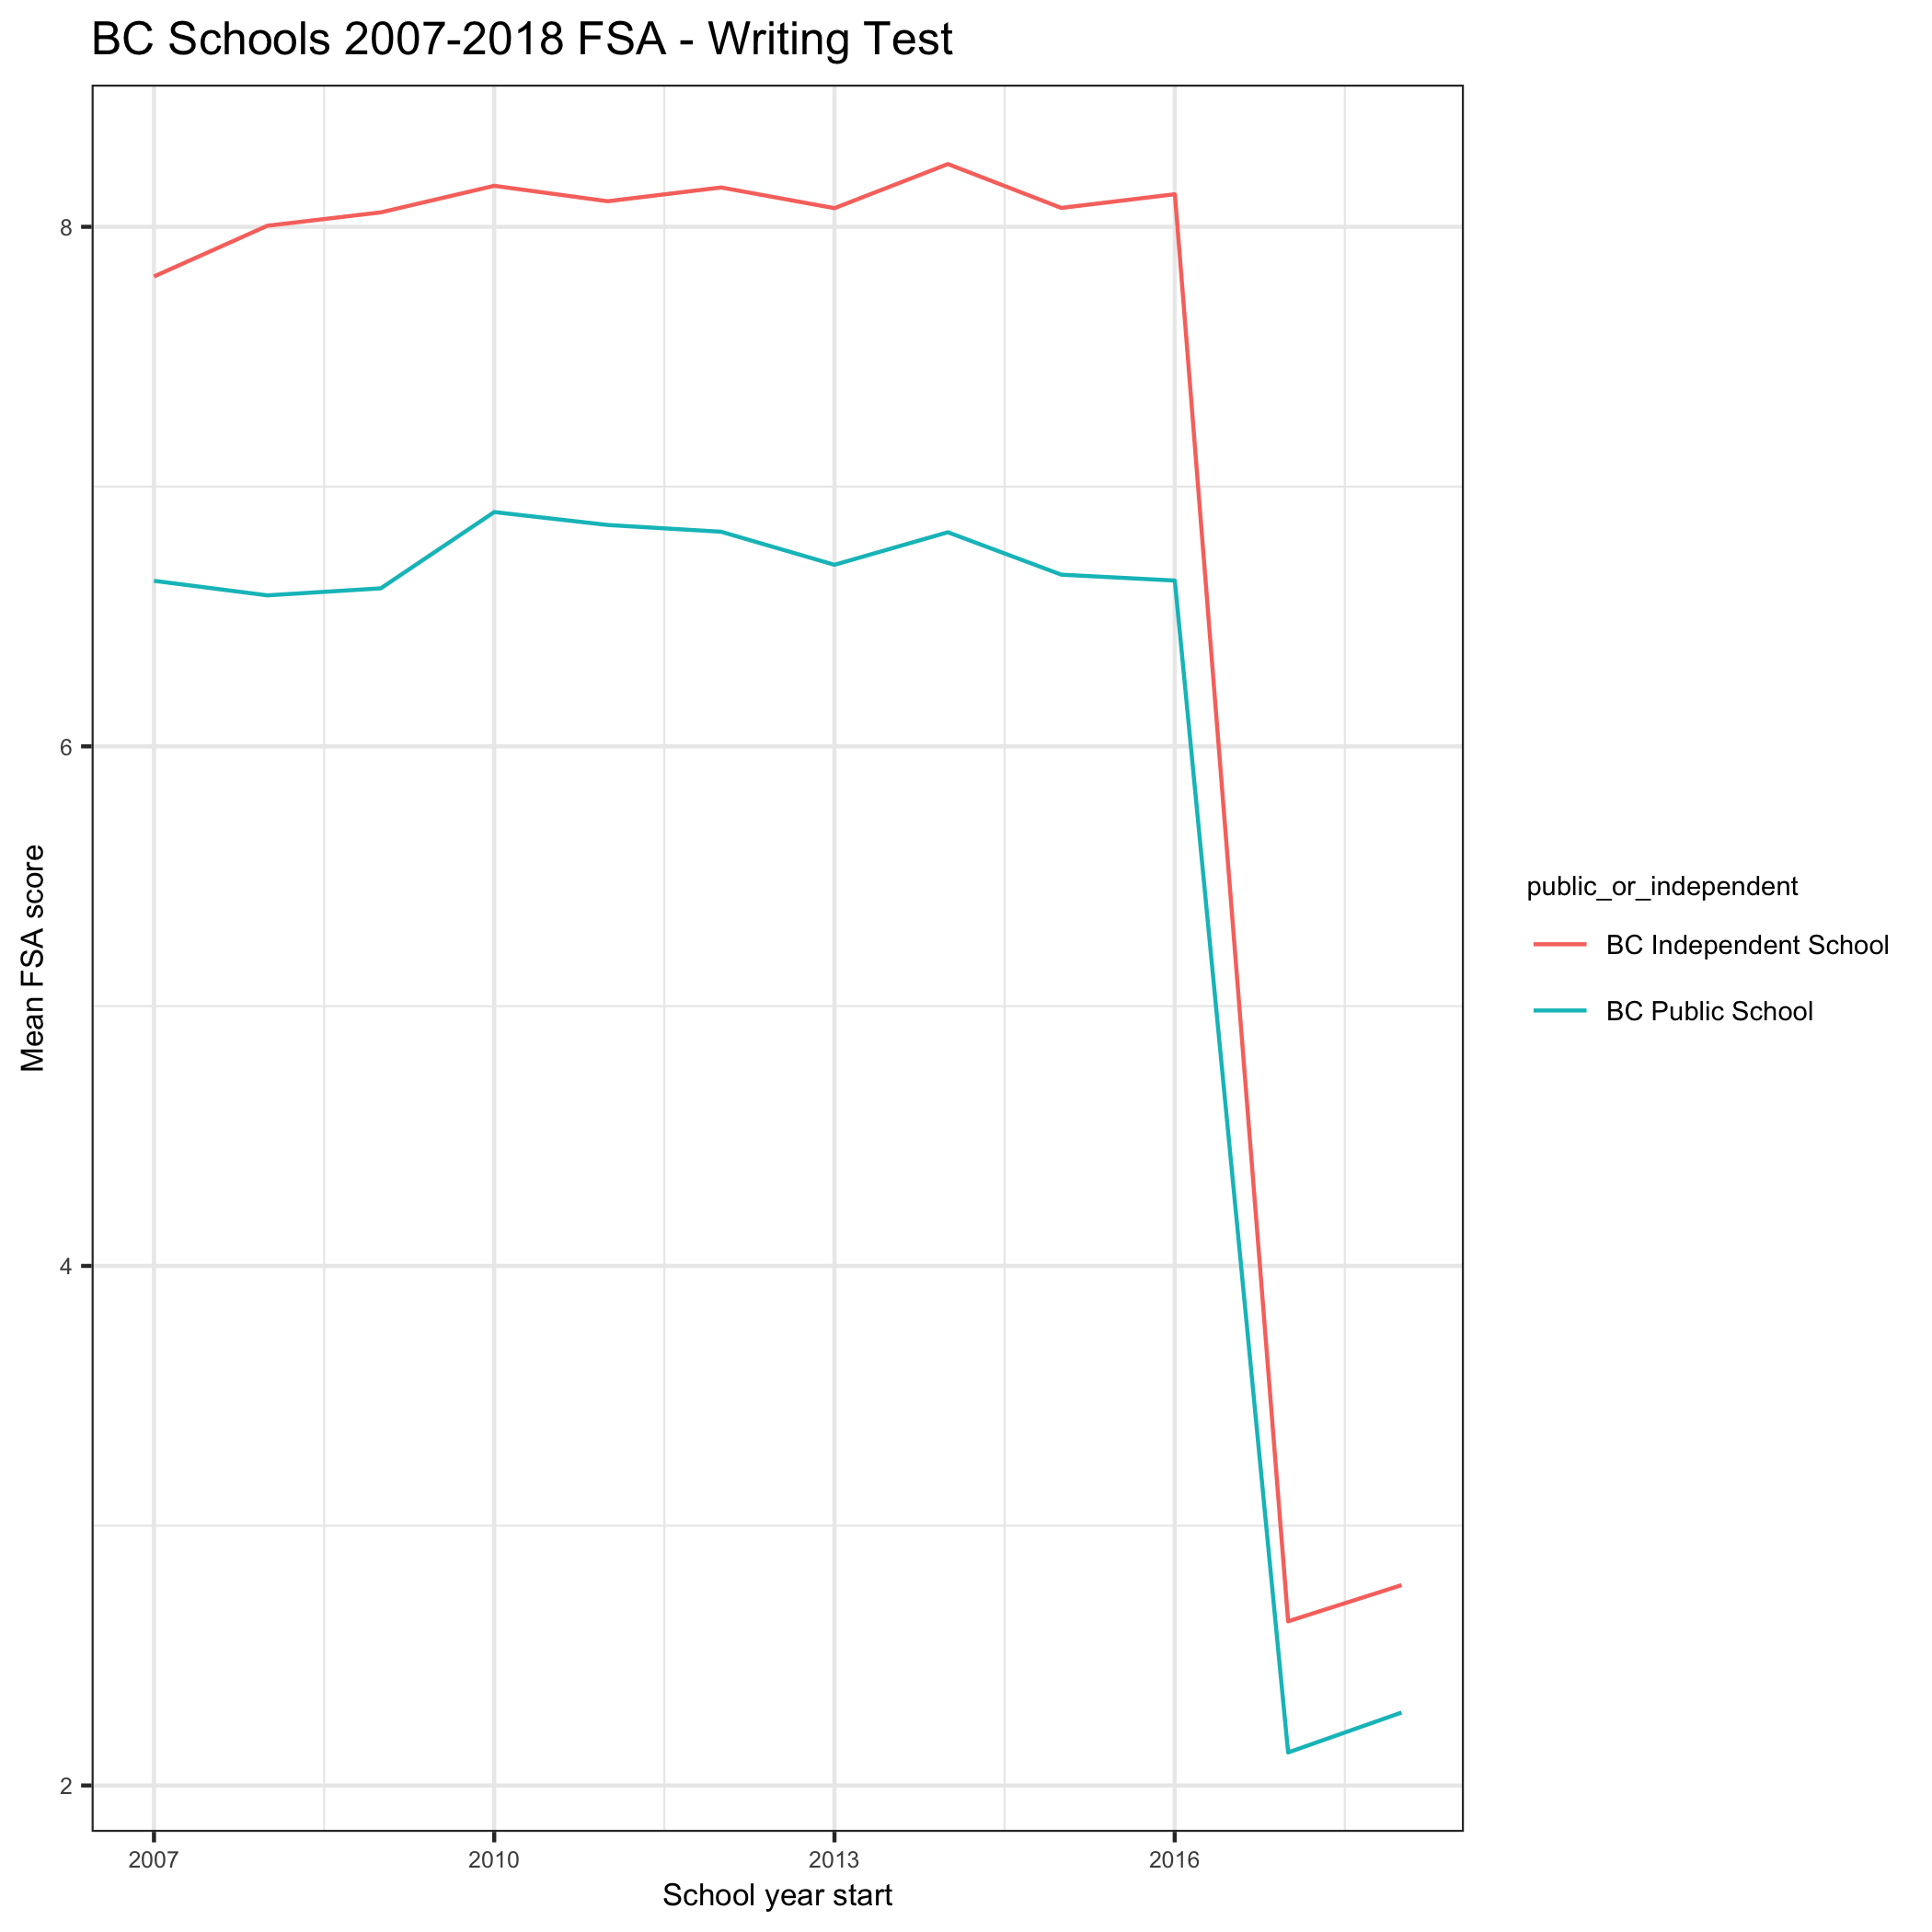 BC Schools 2007-2018 FSA - Writing Test
8
6
4
2
Mean FSA score
2007 2010 2013 2016
School year start
public_or_independent
BC Independent School
BC Public School